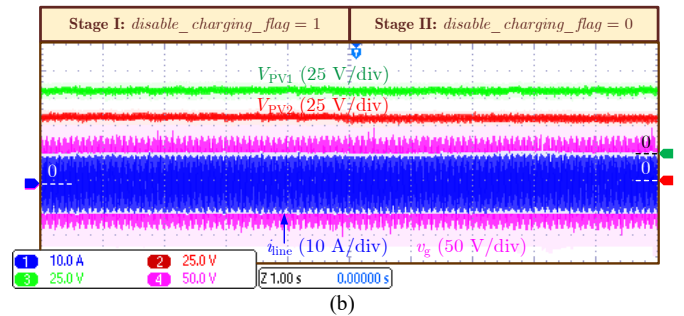 Stage I: disable_charging_flag = 1 Stage II: disable_charging_flag = 0
T
V_PV1 (25 V/div)
V_PV2 (25 V/div)
0
0 0
i_line (10 A/div) v_g (50 V/div)
1 10.0 A 2 25.0 V
3 25.0 V 4 50.0 V Z 1.00 s 0.00000 s
(b)